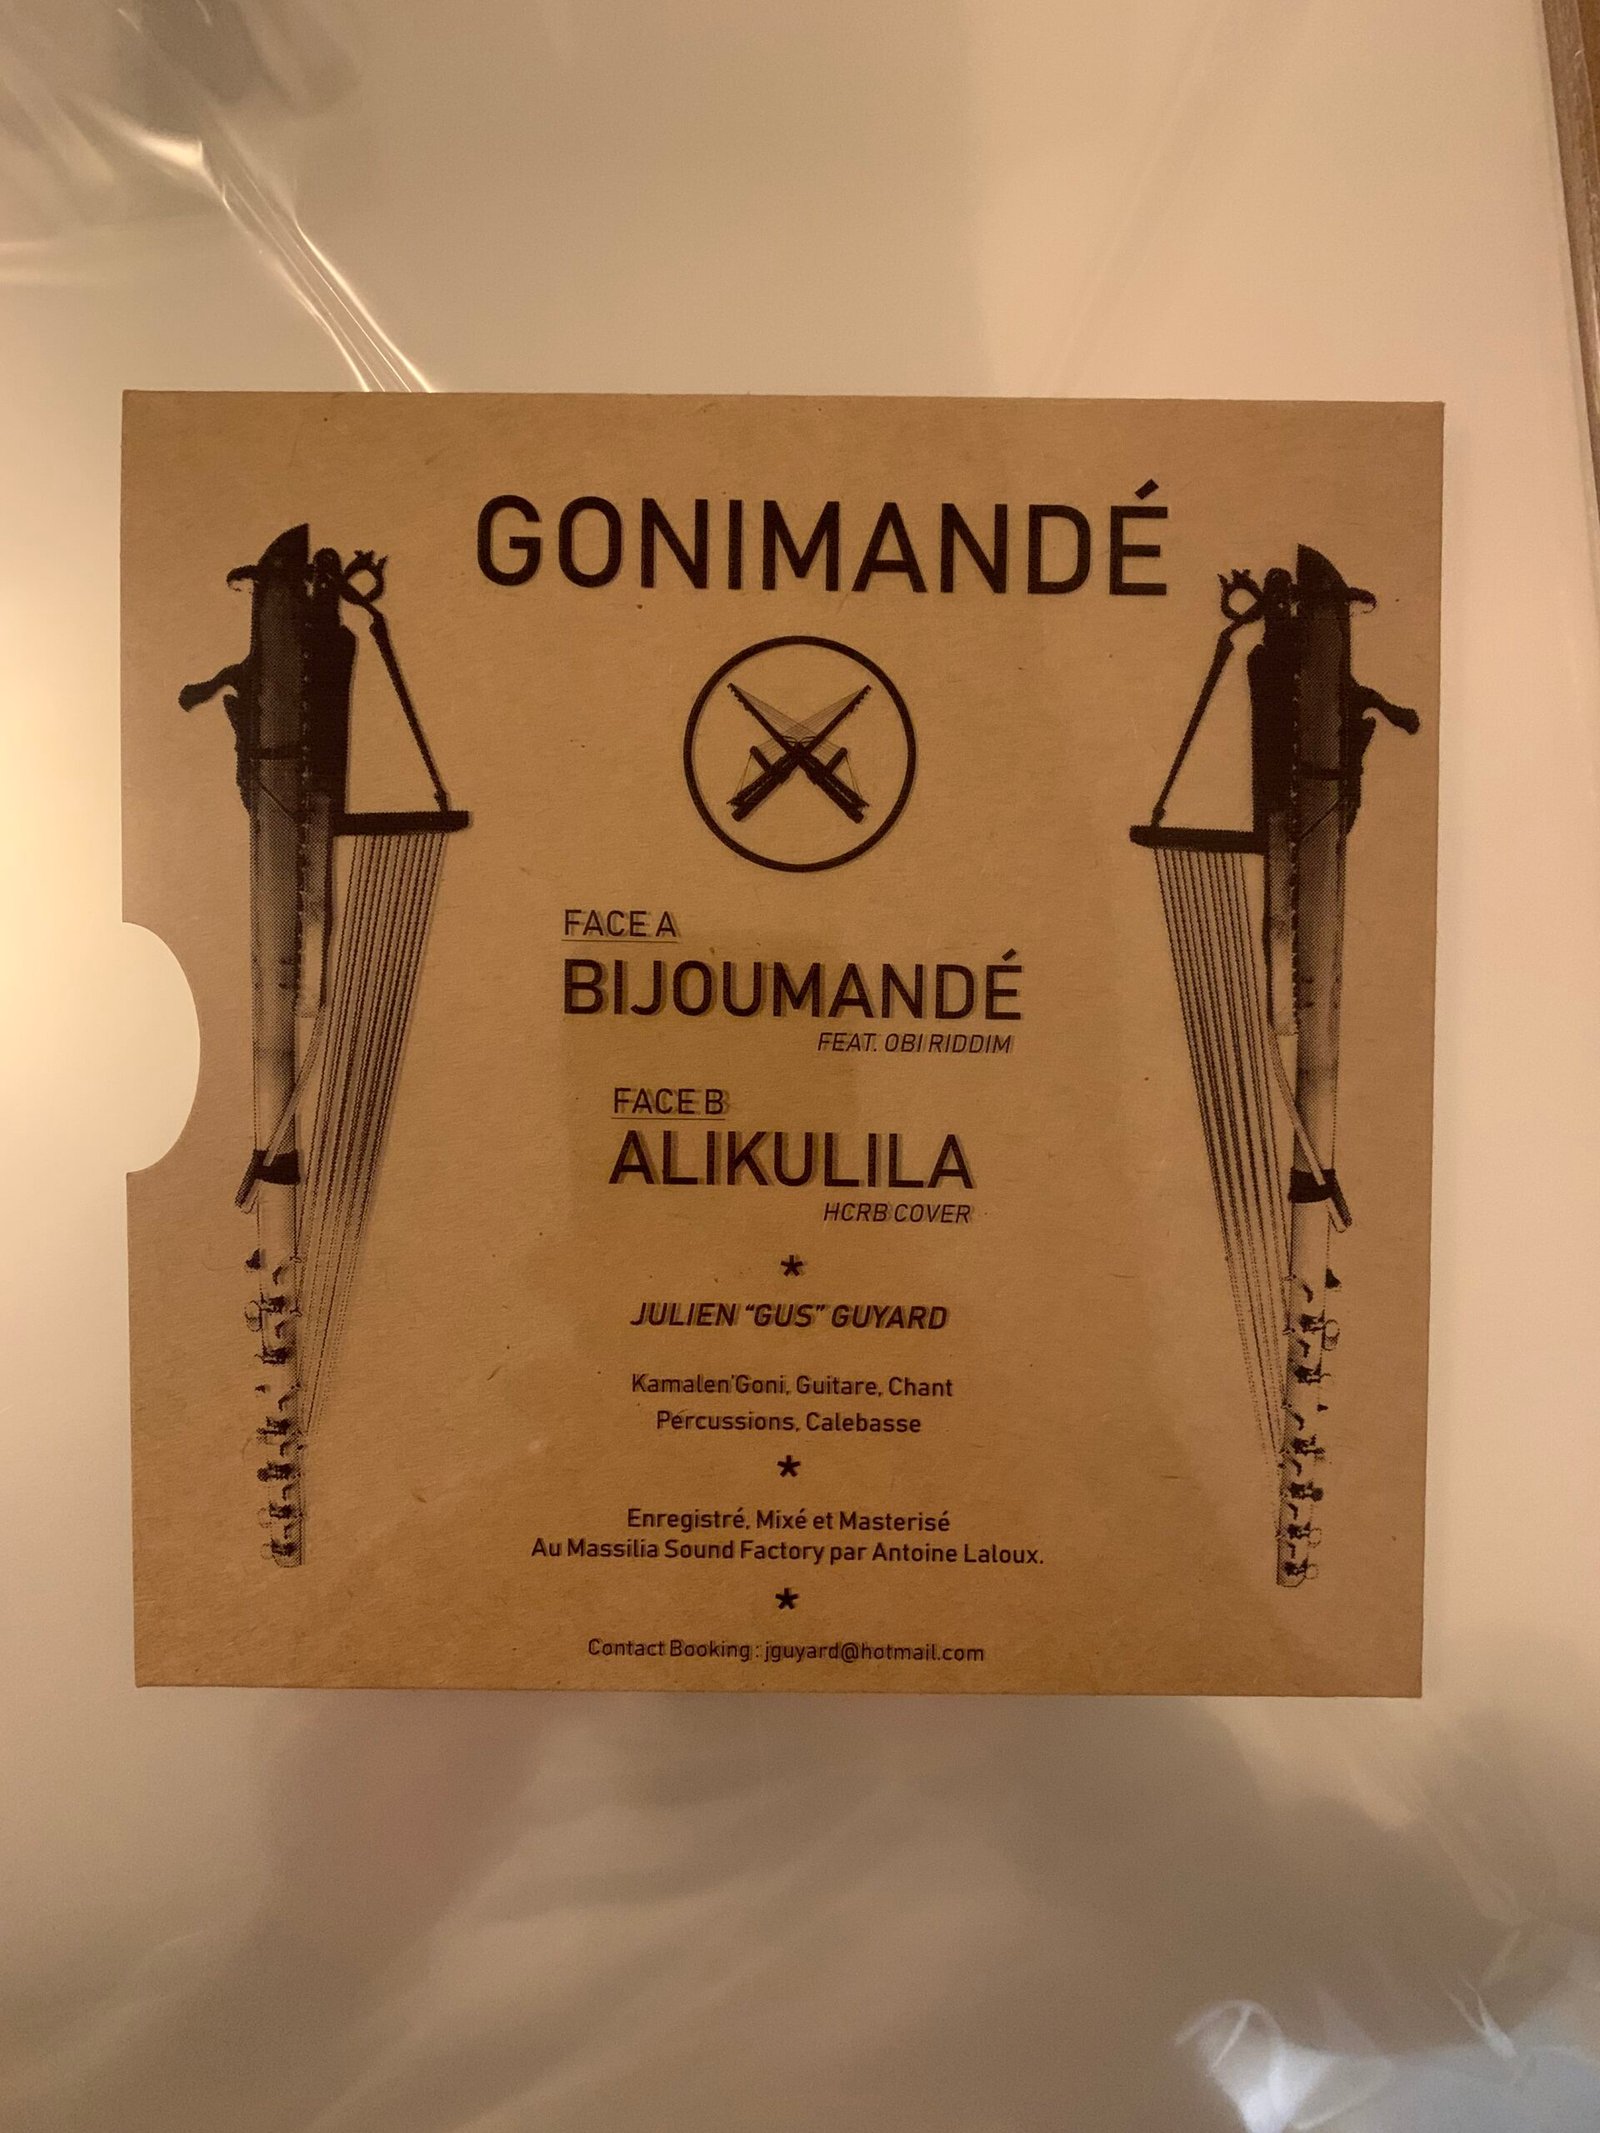 GONIMANDÉ
FACE A
BIJOUMANDÉ
FEAT. OBI RIDDIM
FACE B
ALIKULILA
HCRB COVER
*
JULIEN “GUS” GUYARD
Kamalen'Goni, Guitare, Chant
Percussions, Calebasse
*
Enregistré, Mixé et Masterisé
Au Massilia Sound Factory par Antoine Laloux.
*
Contact Booking : jguyard@hotmail.com